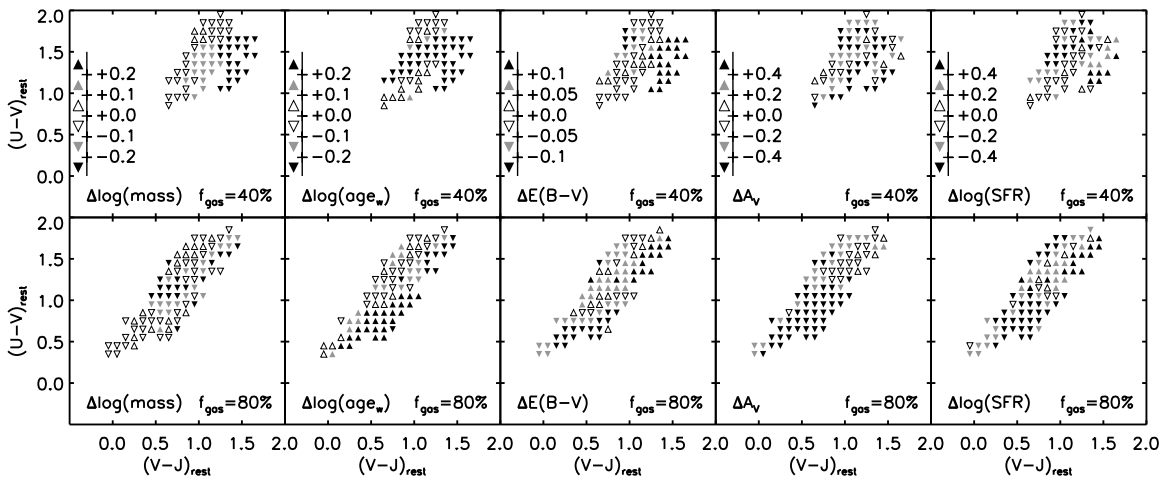 2.0
1.5
1.0
0.5
0.0
(U−V)rest
+0.2
+0.1
+0.0
−0.1
−0.2
Δlog(mass) fgas=40%
+0.2
+0.1
+0.0
−0.1
−0.2
Δlog(agew) fgas=40%
+0.1
+0.05
+0.0
−0.05
−0.1
ΔE(B−V) fgas=40%
+0.4
+0.2
+0.0
−0.2
−0.4
ΔAV fgas=40%
+0.4
+0.2
+0.0
−0.2
−0.4
Δlog(SFR) fgas=40%
2.0
1.5
1.0
0.5
0.0
(U−V)rest
Δlog(mass) fgas=80%
Δlog(agew) fgas=80%
ΔE(B−V) fgas=80%
ΔAV fgas=80%
Δlog(SFR) fgas=80%
0.0 0.5 1.0 1.5 2.0 0.0 0.5 1.0 1.5 2.0 0.0 0.5 1.0 1.5 2.0 0.0 0.5 1.0 1.5 2.0 0.0 0.5 1.0 1.5 2.0
(V−J)rest (V−J)rest (V−J)rest (V−J)rest (V−J)rest